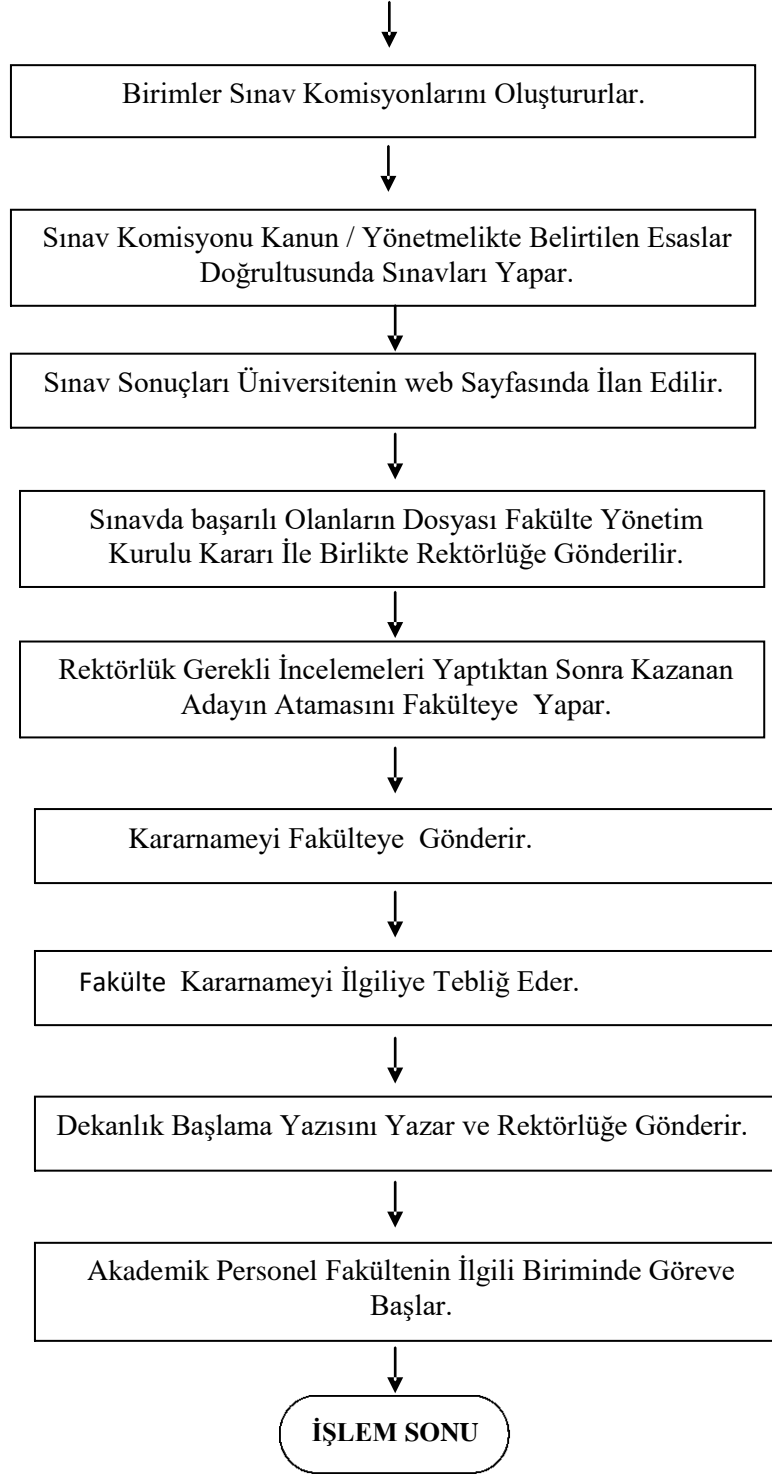 Birimler Sınav Komisyonlarını Oluştururlar.
Sınav Komisyonu Kanun / Yönetmelikte Belirtilen Esaslar
Doğrultusunda Sınavları Yapar.
Sınav Sonuçları Üniversitenin web Sayfasında İlan Edilir.
Sınavda başarılı Olanların Dosyası Fakülte Yönetim
Kurulu Kararı İle Birlikte Rektörlüğe Gönderilir.
Rektörlük Gerekli İncelemeleri Yaptıktan Sonra Kazanan
Adayın Atamasını Fakülteye Yapar.
Kararnameyi Fakülteye Gönderir.
Fakülte Kararnameyi İlgiliye Tebliğ Eder.
Dekanlık Başlama Yazısını Yazar ve Rektörlüğe Gönderir.
Akademik Personel Fakültenin İlgili Biriminde Göreve
Başlar.
İŞLEM SONU